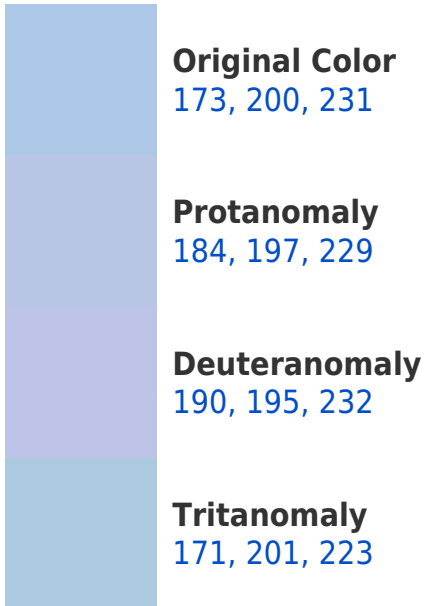 Original Color
173, 200, 231
Protanomaly
184, 197, 229
Deuteranomaly
190, 195, 232
Tritanomaly
171, 201, 223